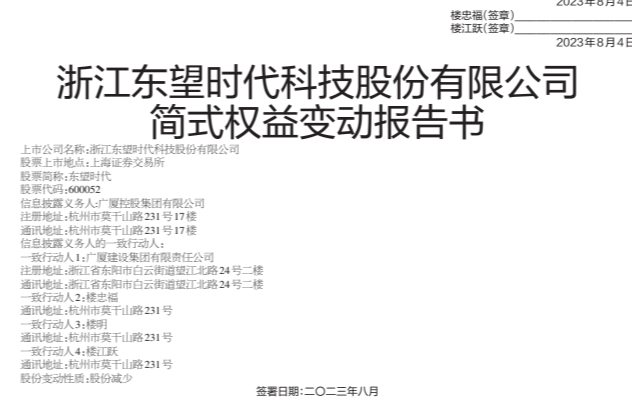 2023年8月4日
楼忠福(签章)
楼江跃(签章)
2023年8月4日
浙江东望时代科技股份有限公司
简式权益变动报告书
上市公司名称:浙江东望时代科技股份有限公司
股票上市地点:上海证券交易所
股票简称:东望时代
股票代码:600052
信息披露义务人:广厦控股集团有限公司
注册地址:杭州市莫干山路231号17楼
通讯地址:杭州市莫干山路231号17楼
信息披露义务人的一致行动人:
一致行动人1:广厦建设集团有限责任公司
注册地址:浙江省东阳市白云街道望江北路24号二楼
通讯地址:浙江省东阳市白云街道望江北路24号二楼
一致行动人2:楼忠福
通讯地址:杭州市莫干山路231号
一致行动人3:楼明
通讯地址:杭州市莫干山路231号
一致行动人4:楼江跃
通讯地址:杭州市莫干山路231号
股份变动性质:股份减少
签署日期:二〇二三年八月